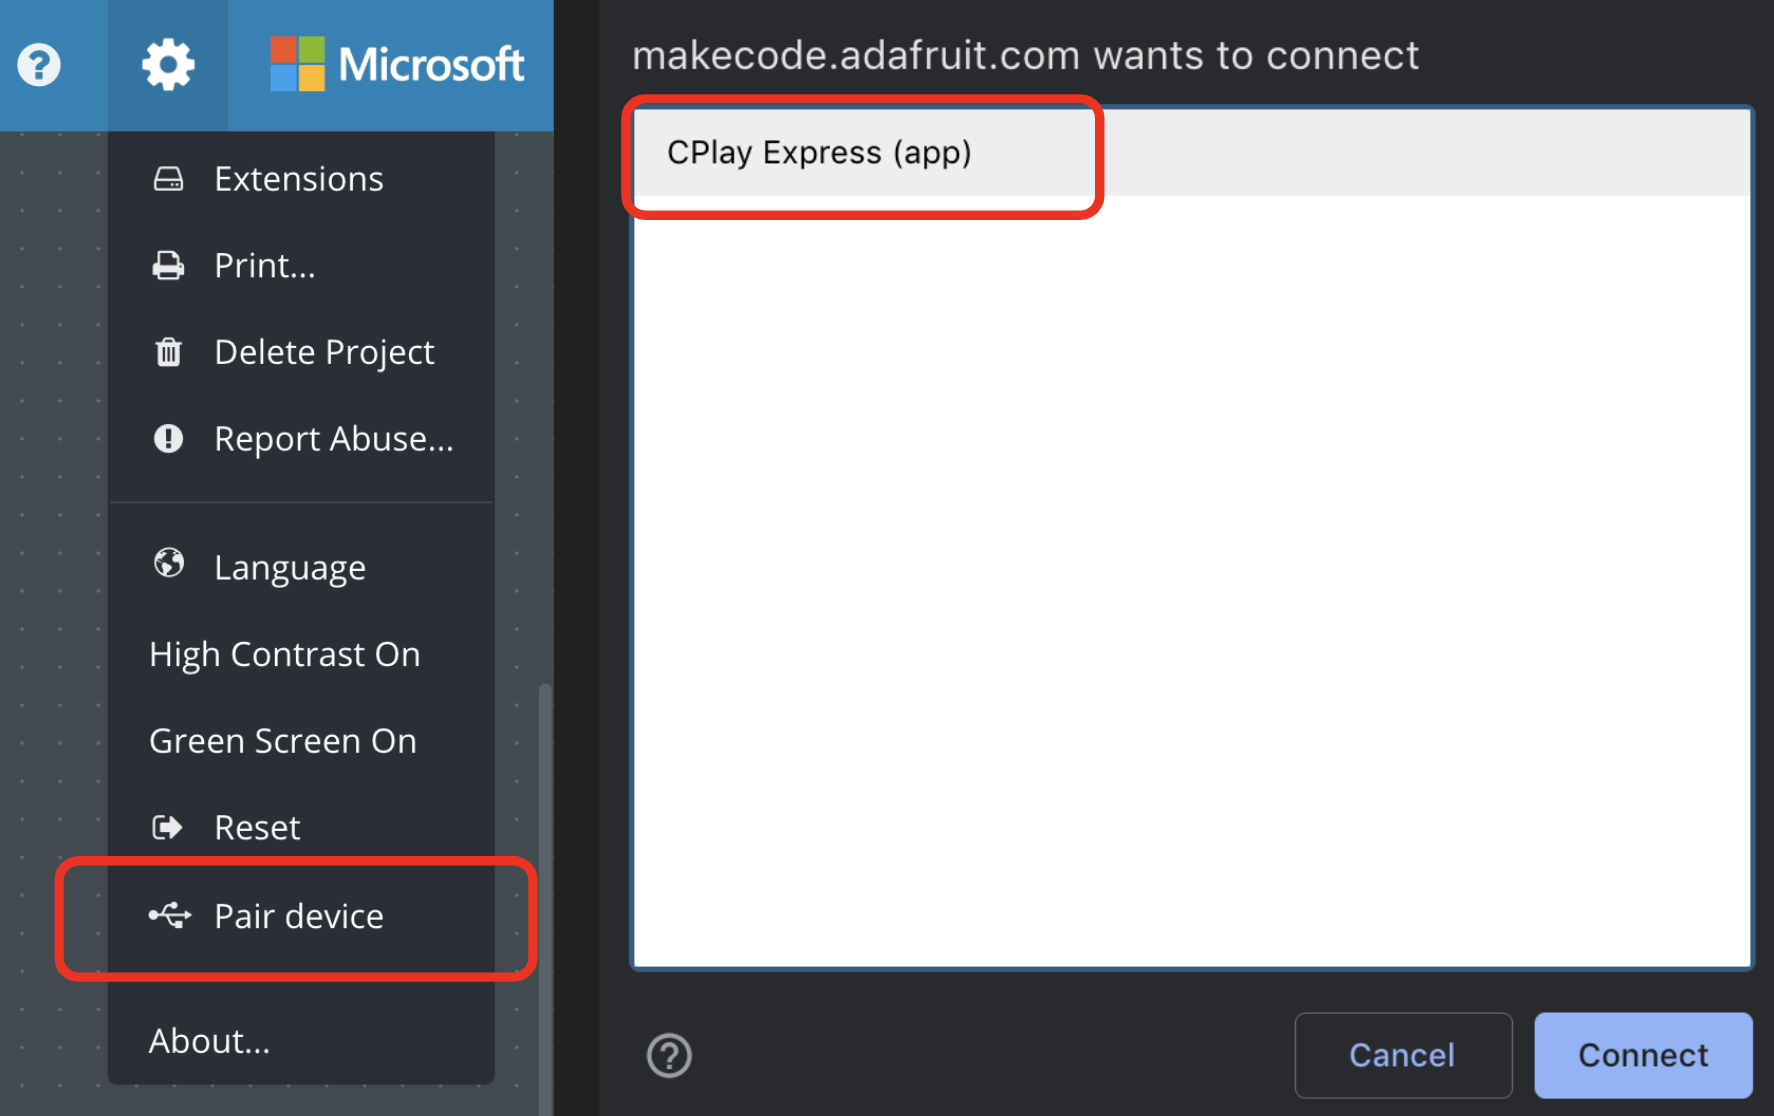 Microsoft
Extensions
Print...
Delete Project
Report Abuse...
Language
High Contrast On
Green Screen On
Reset
Pair device
About...
makecode.adafruit.com wants to connect
CPlay Express (app)
Cancel
Connect